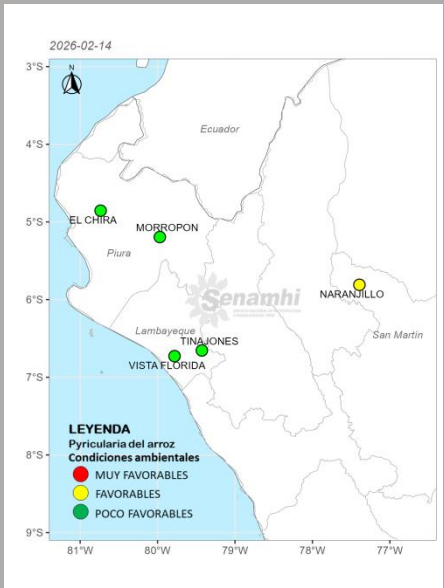 2026-02-14
3°S
N
4°S
Ecuador
EL CHIRA
5°S
MORROPON
Piura
6°S
Senamhi
NARANJILLO
Lambayeque
San Martín
TINAJONES
VISTA FLORIDA
7°S
LEYENDA
Pyricularia del arroz
Condiciones ambientales
MUY FAVORABLES
FAVORABLES
POCO FAVORABLES
8°S
9°S
81°W 80°W 79°W 78°W 77°W